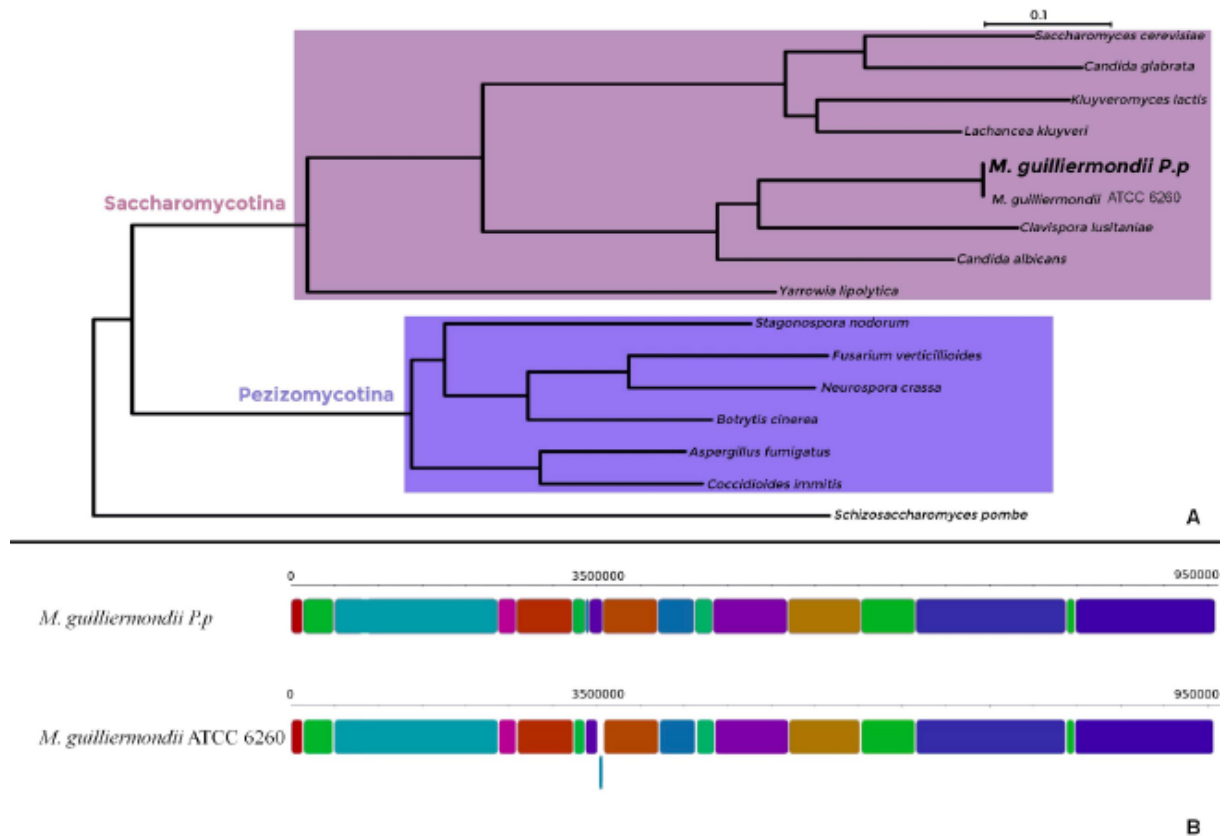 0.1
Saccharomyces cerevisiae
Candida glabrata
Kluyveromyces lactis
Lachancea kluyveri
M. guilliermondii P.p
Saccharomycotina
M. guilliermondii ATCC 6260
Clavispora lusitaniae
Candida albicans
Yarrowia lipolytica
Stagonospora nodorum
Fusarium verticillioides
Pezizomycotina
Neurospora crassa
Botrytis cinerea
Aspergillus fumigatus
Coccidioides immitis
Schizosaccharomyces pombe
A
0 3500000 950000
M. guilliermondii P.p
0 3500000 950000
M. guilliermondii ATCC 6260
B